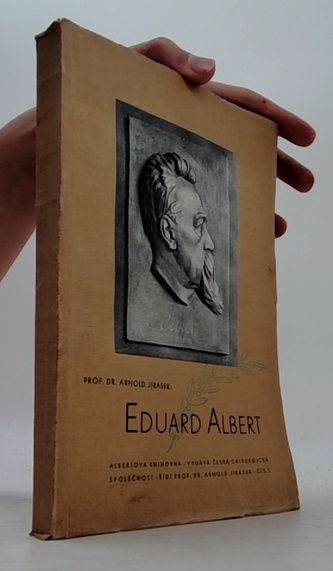 PROF. DR. ARNOLD JIRÁSEK
EDUARD ALBERT
ALBERTOVA KNIHOVNA • VYDÁVÁ ČESKÁ CHIRURGICKÁ
SPOLEČNOST • ŘÍDÍ PROF. DR. ARNOLD JIRÁSEK • ČÍS. 1.